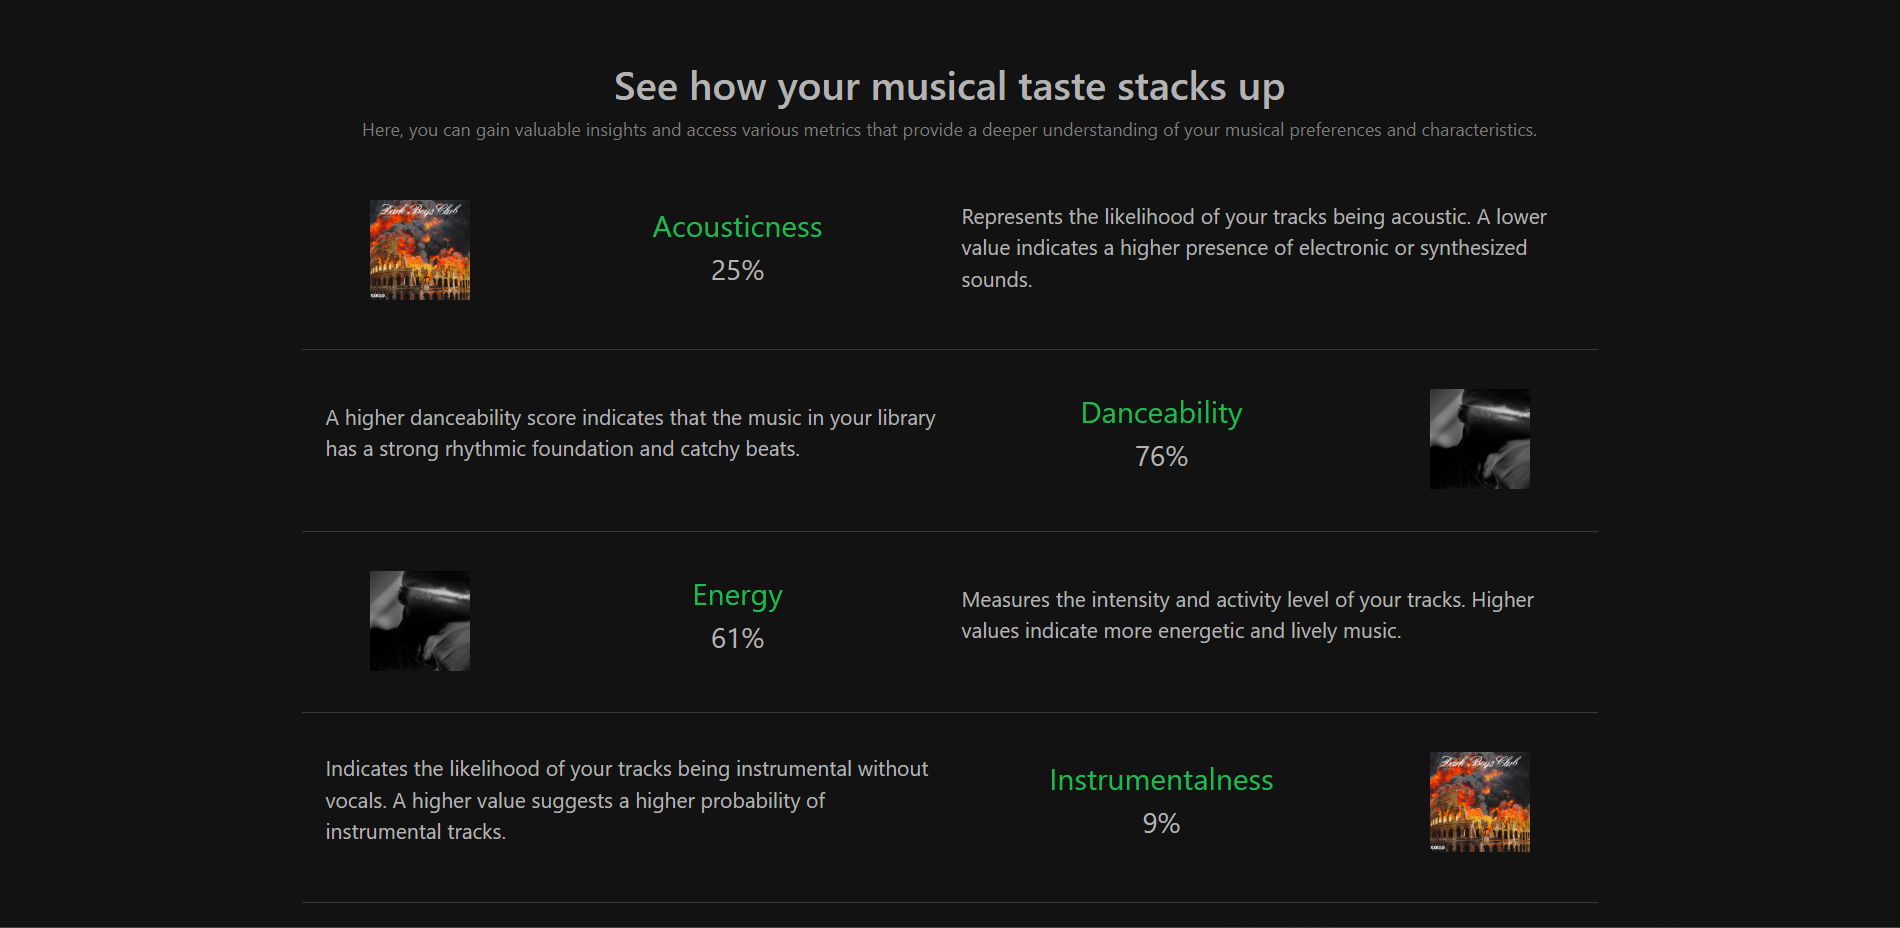 See how your musical taste stacks up
Here, you can gain valuable insights and access various metrics that provide a deeper understanding of your musical preferences and characteristics.
Dark Boys Club
Acousticness
25%
Represents the likelihood of your tracks being acoustic. A lower
value indicates a higher presence of electronic or synthesized
sounds.
A higher danceability score indicates that the music in your library
has a strong rhythmic foundation and catchy beats.
Danceability
76%
Energy
61%
Measures the intensity and activity level of your tracks. Higher
values indicate more energetic and lively music.
Indicates the likelihood of your tracks being instrumental without
vocals. A higher value suggests a higher probability of
instrumental tracks.
Instrumentalness
9%
Dark Boys Club